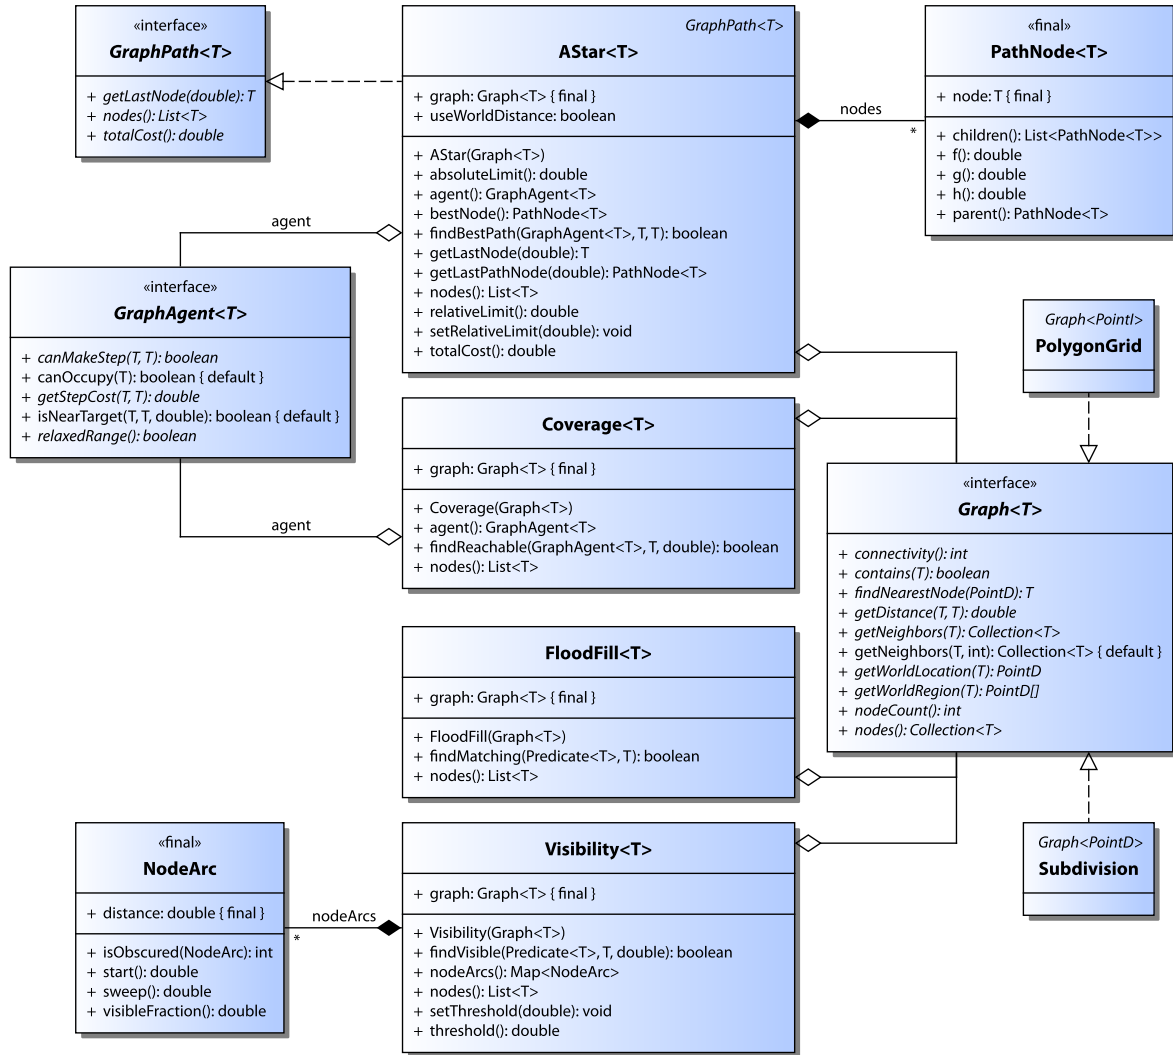 «interface»
GraphPath<T>
+ getLastNode(double): T
+ nodes(): List<T>
+ totalCost(): double
GraphPath<T>
AStar<T>
+ graph: Graph<T> { final }
+ useWorldDistance: boolean
+ AStar(Graph<T>)
+ absoluteLimit(): double
+ agent(): GraphAgent<T>
+ bestNode(): PathNode<T>
+ findBestPath(GraphAgent<T>, T, T): boolean
+ getLastNode(double): T
+ getLastPathNode(double): PathNode<T>
+ nodes(): List<T>
+ relativeLimit(): double
+ setRelativeLimit(double): void
+ totalCost(): double
nodes
*
«final»
PathNode<T>
+ node: T { final }
+ children(): List<PathNode<T>>
+ f(): double
+ g(): double
+ h(): double
+ parent(): PathNode<T>
agent
«interface»
GraphAgent<T>
+ canMakeStep(T, T): boolean
+ canOccupy(T): boolean { default }
+ getStepCost(T, T): double
+ isNearTarget(T, T, double): boolean { default }
+ relaxedRange(): boolean
agent
Coverage<T>
+ graph: Graph<T> { final }
+ Coverage(Graph<T>)
+ agent(): GraphAgent<T>
+ findReachable(GraphAgent<T>, T, double): boolean
+ nodes(): List<T>
Graph<PointI>
PolygonGrid
«interface»
Graph<T>
+ connectivity(): int
+ contains(T): boolean
+ findNearestNode(PointD): T
+ getDistance(T, T): double
+ getNeighbors(T): Collection<T>
+ getNeighbors(T, int): Collection<T> { default }
+ getWorldLocation(T): PointD
+ getWorldRegion(T): PointD[]
+ nodeCount(): int
+ nodes(): Collection<T>
FloodFill<T>
+ graph: Graph<T> { final }
+ FloodFill(Graph<T>)
+ findMatching(Predicate<T>, T): boolean
+ nodes(): List<T>
«final»
NodeArc
+ distance: double { final }
+ isObscured(NodeArc): int
+ start(): double
+ sweep(): double
+ visibleFraction(): double
nodeArcs
*
Visibility<T>
+ graph: Graph<T> { final }
+ Visibility(Graph<T>)
+ findVisible(Predicate<T>, T, double): boolean
+ nodeArcs(): Map<NodeArc>
+ nodes(): List<T>
+ setThreshold(double): void
+ threshold(): double
Graph<PointD>
Subdivision